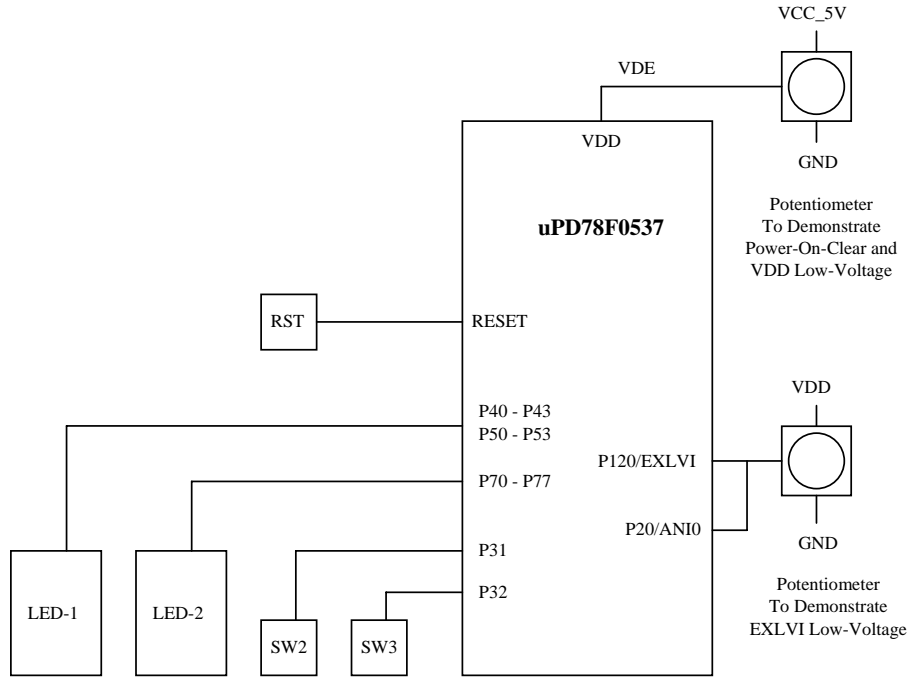 VCC_5V
VDE
VDD
GND
Potentiometer
To Demonstrate
Power-On-Clear and
VDD Low-Voltage
uPD78F0537
RST
RESET
P40 - P43
P50 - P53
P70 - P77
P31
P32
P120/EXLVI
P20/ANI0
VDD
GND
Potentiometer
To Demonstrate
EXLVI Low-Voltage
LED-1
LED-2
SW2
SW3